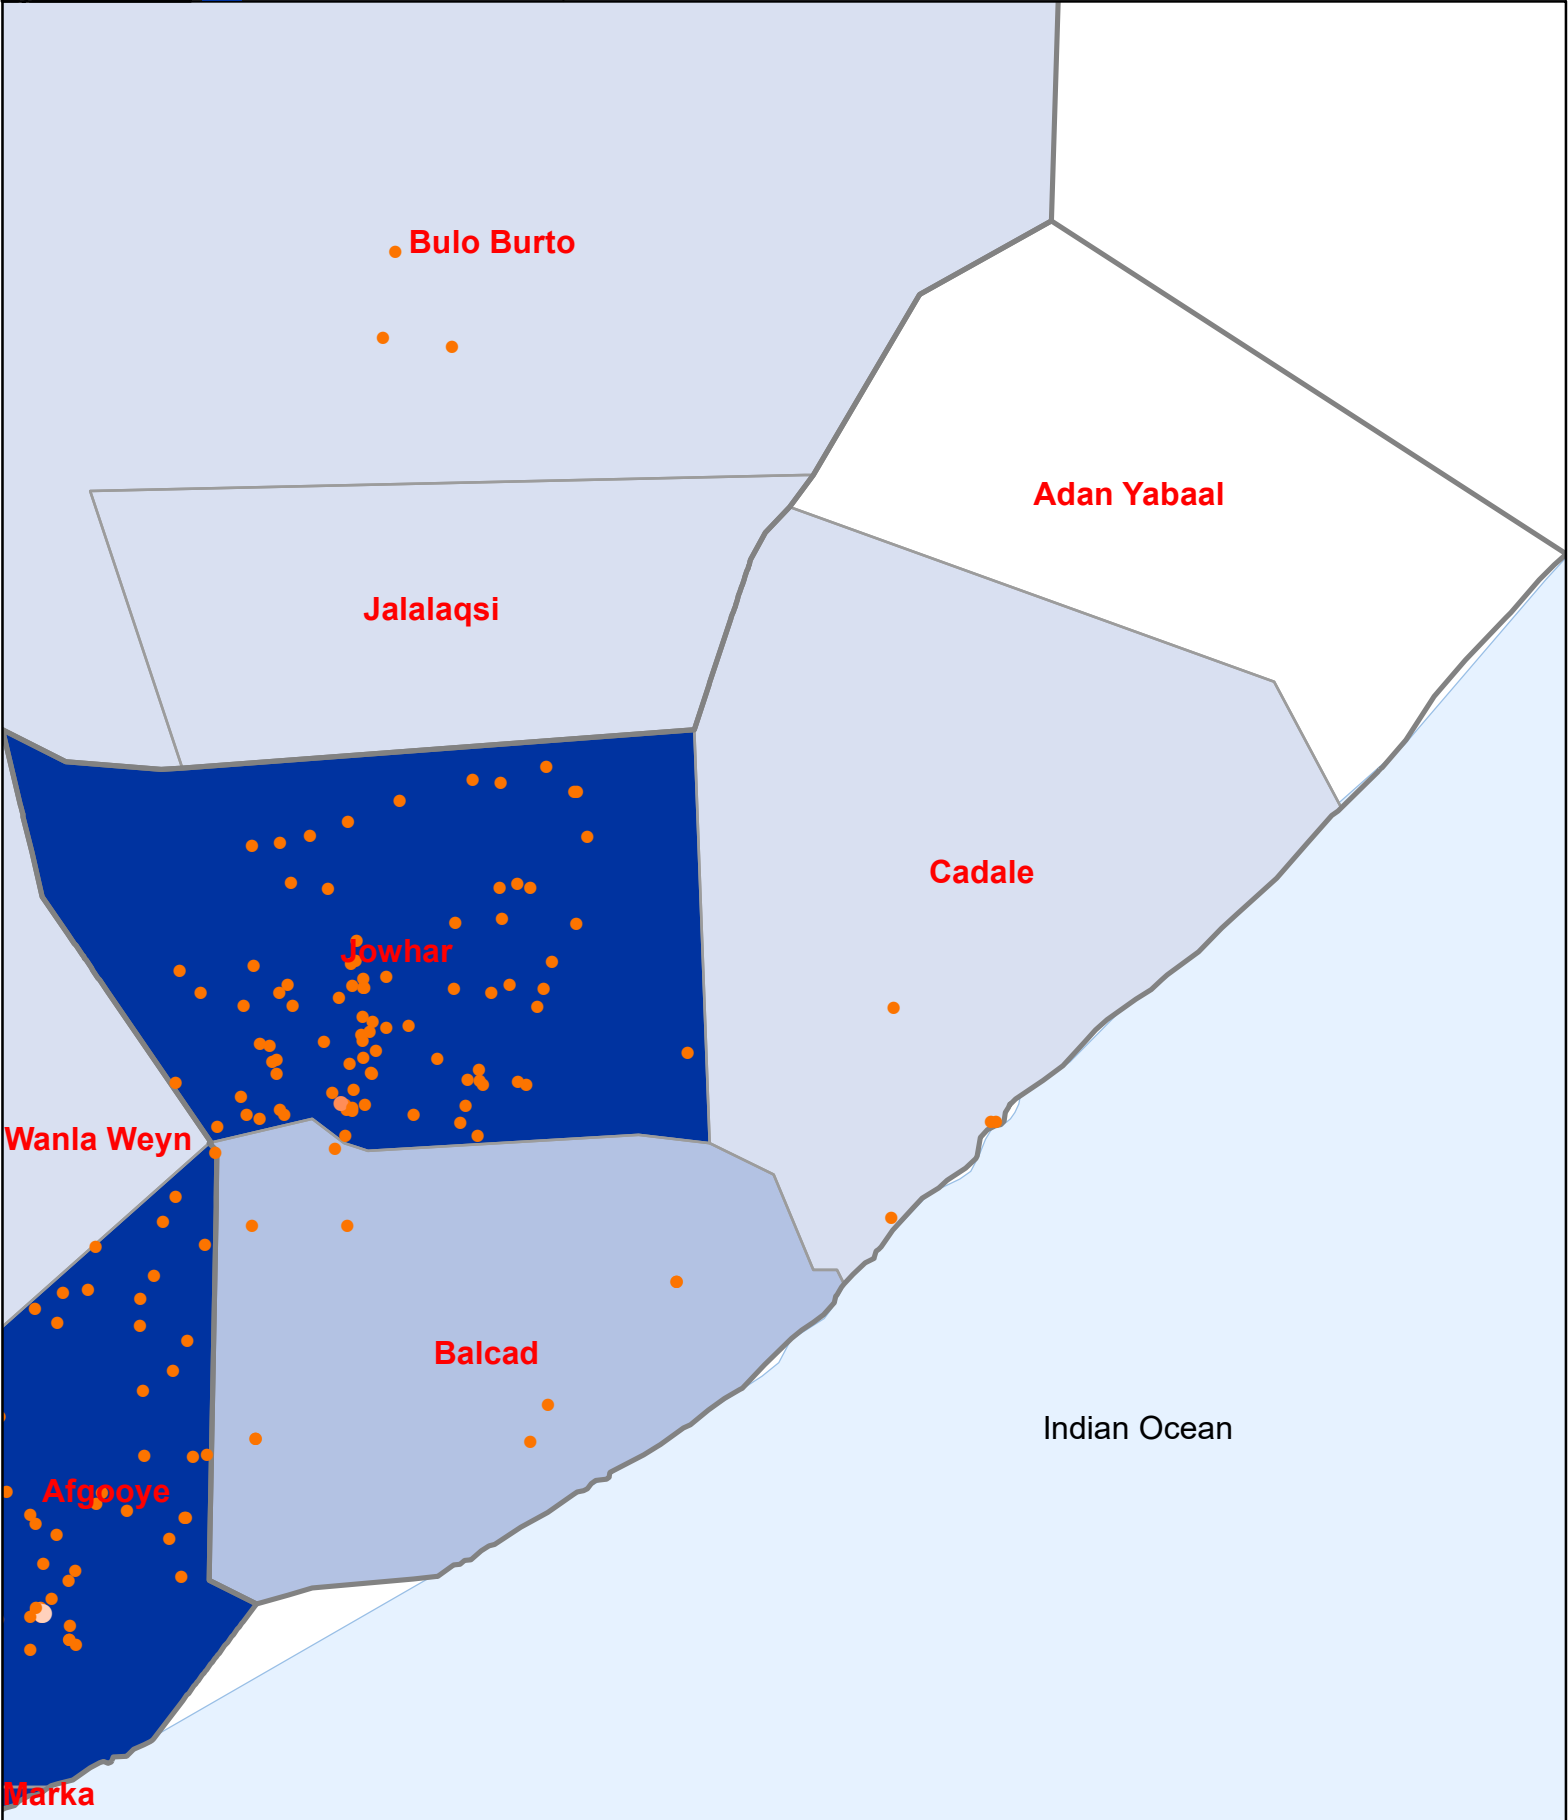 Bulo Burto
Adan Yabaal
Jalalaqsi
Cadale
Jowhar
Wanla Weyn
Balcad
Indian Ocean
Afgooye
Marka